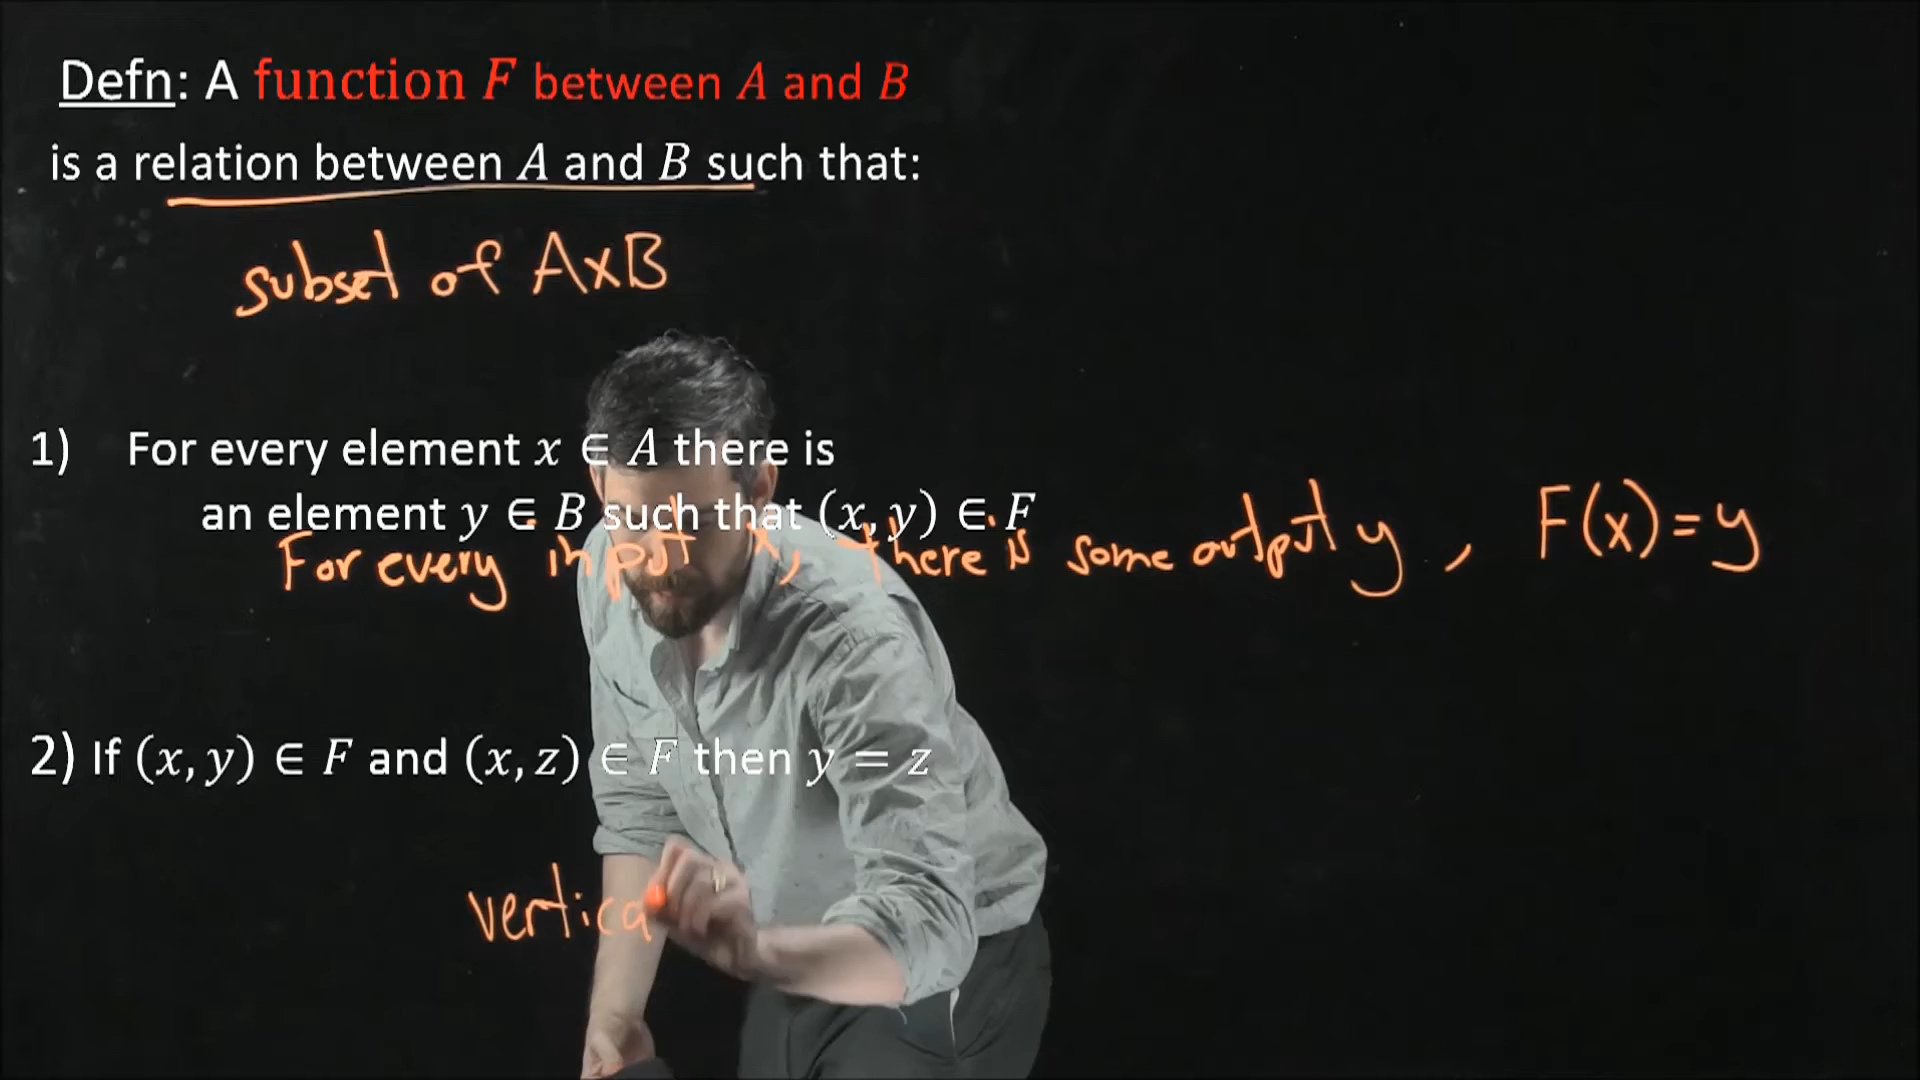 Defn: A function F between A and B
is a relation between A and B such that:
subset of A×B
1) For every element x ∈ A there is
an element y ∈ B such that (x, y) ∈ F
For every input x, there is some output y, F(x)=y
2) If (x, y) ∈ F and (x, z) ∈ F then y = z
vertica